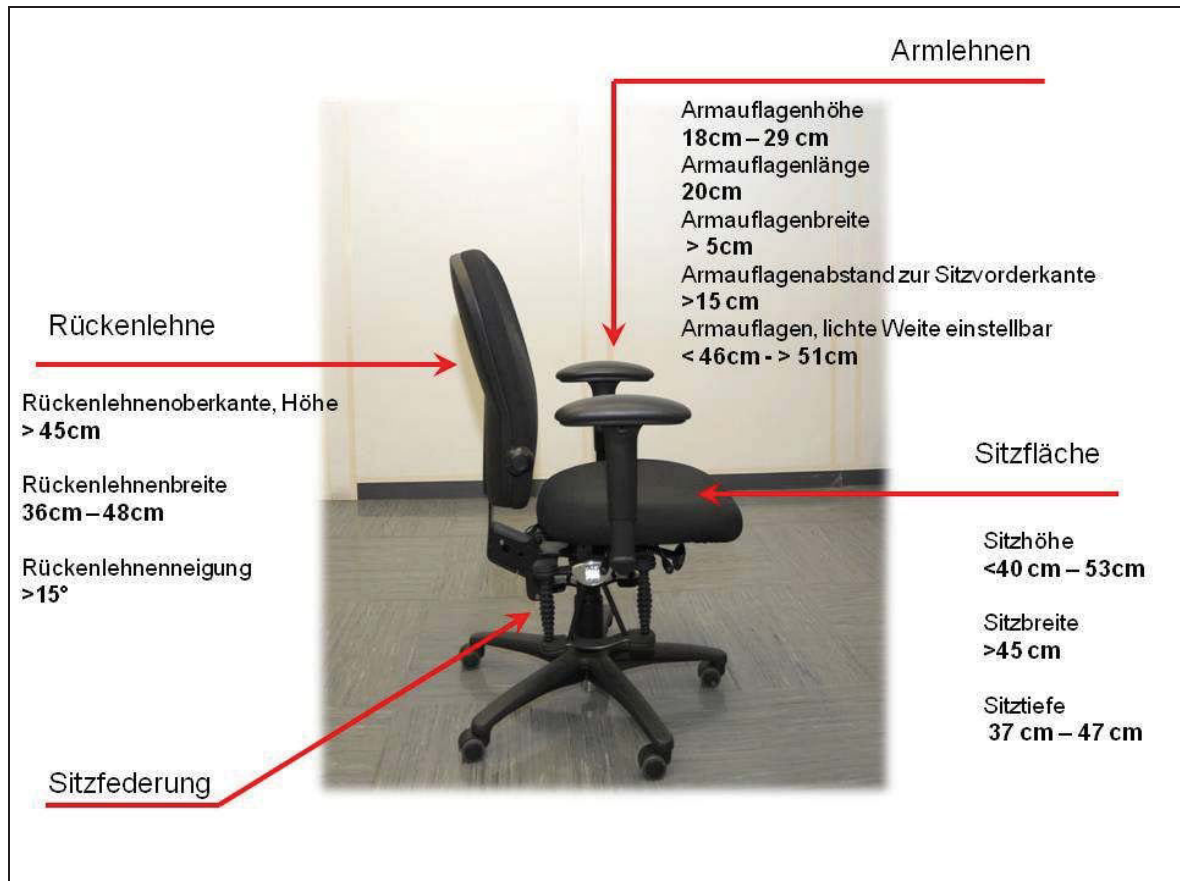 Armlehnen
Armauflagenhöhe
18cm – 29 cm
Armauflagenlänge
20cm
Armauflagenbreite
> 5cm
Armauflagenabstand zur Sitzvorderkante
>15 cm
Armauflagen, lichte Weite einstellbar
< 46cm - > 51cm
Rückenlehne
Rückenlehnenoberkante, Höhe
> 45cm
Rückenlehnenbreite
36cm – 48cm
Rückenlehnenneigung
>15°
Sitzfläche
Sitzhöhe
<40 cm – 53cm
Sitzbreite
>45 cm
Sitztiefe
37 cm – 47 cm
Sitzfederung